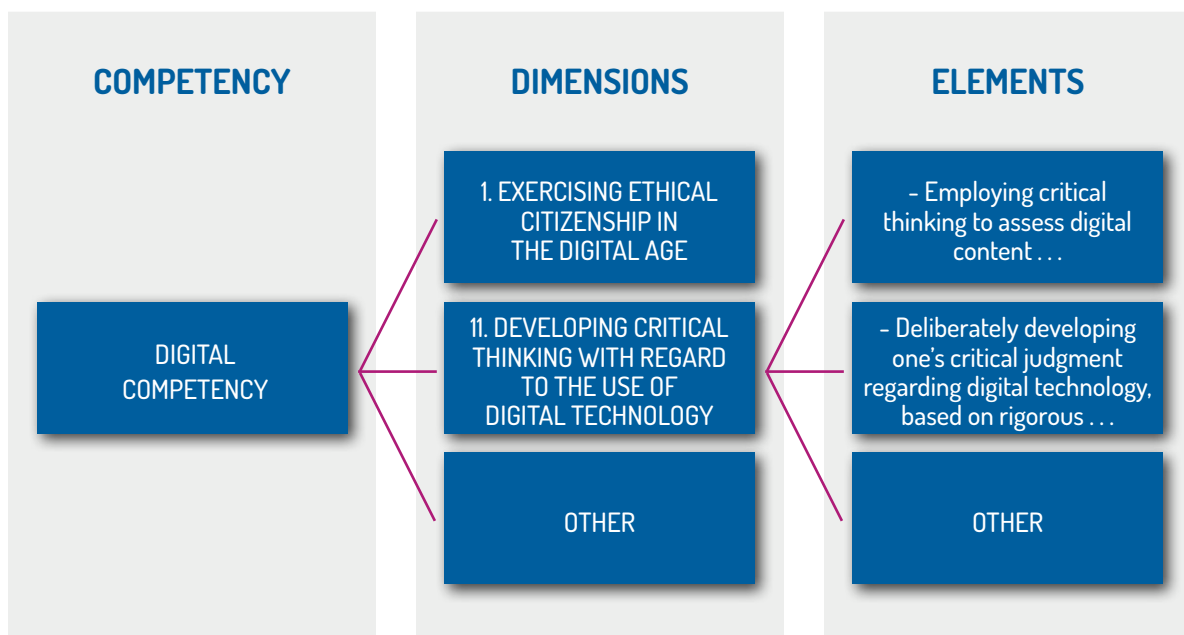 COMPETENCY
DIGITAL
COMPETENCY
DIMENSIONS
1. EXERCISING ETHICAL
CITIZENSHIP IN
THE DIGITAL AGE
11. DEVELOPING CRITICAL
THINKING WITH REGARD
TO THE USE OF
DIGITAL TECHNOLOGY
OTHER
ELEMENTS
- Employing critical
thinking to assess digital
content . . .
- Deliberately developing
one's critical judgment
regarding digital technology,
based on rigorous . . .
OTHER